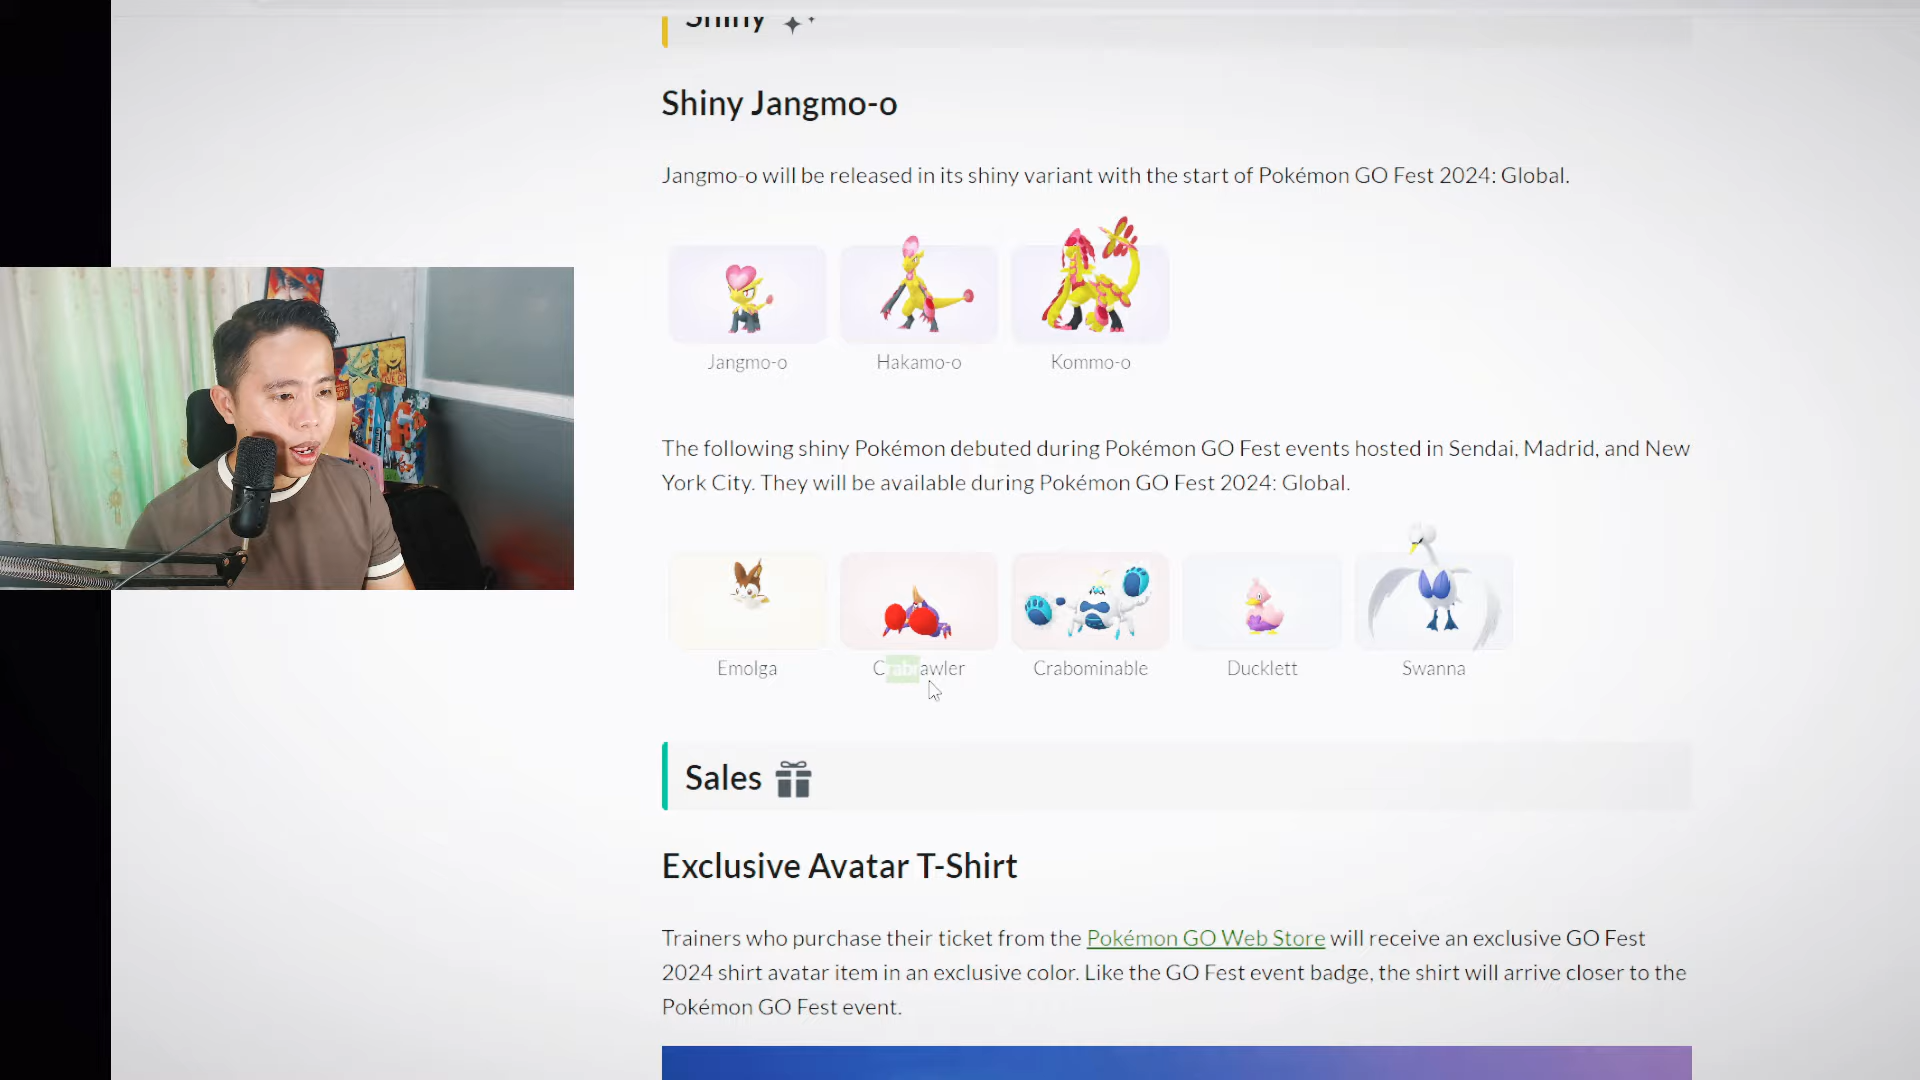 Shiny
Shiny Jangmo-o
Jangmo-o will be released in its shiny variant with the start of Pokémon GO Fest 2024: Global.
Jangmo-o Hakamo-o Kommo-o
The following shiny Pokémon debuted during Pokémon GO Fest events hosted in Sendai, Madrid, and New
York City. They will be available during Pokémon GO Fest 2024: Global.
Emolga Crabrawler Crabominable Ducklett Swanna
Sales
Exclusive Avatar T-Shirt
Trainers who purchase their ticket from the Pokémon GO Web Store will receive an exclusive GO Fest
2024 shirt avatar item in an exclusive color. Like the GO Fest event badge, the shirt will arrive closer to the
Pokémon GO Fest event.